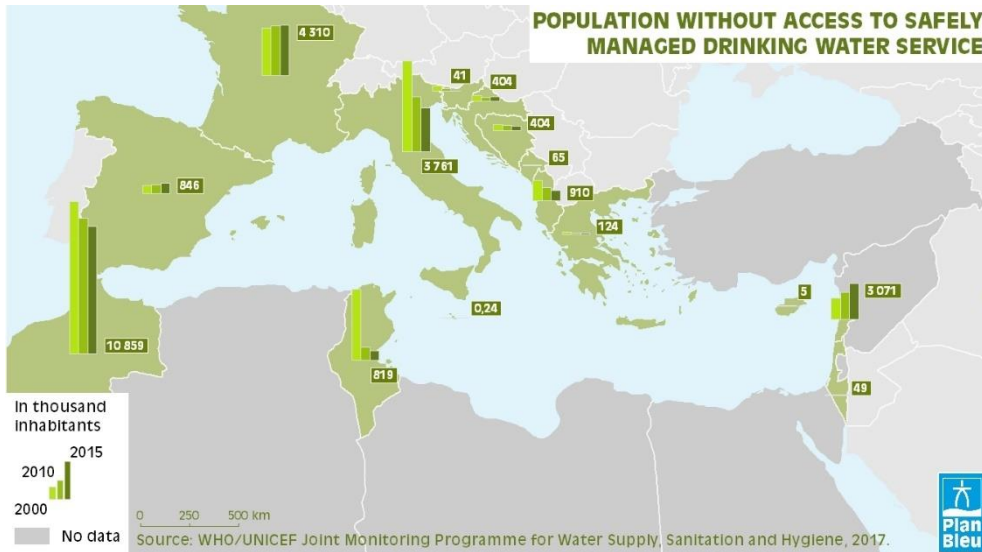 POPULATION WITHOUT ACCESS TO SAFELY
MANAGED DRINKING WATER SERVICE
4 310
41
404
404
3 761
65
846
910
124
5
3 071
0,24
10 859
819
49
In thousand
inhabitants
2015
2010
2000
No data
0 250 500 km
Source: WHO/UNICEF Joint Monitoring Programme for Water Supply, Sanitation and Hygiene, 2017.
Plan
Bleu